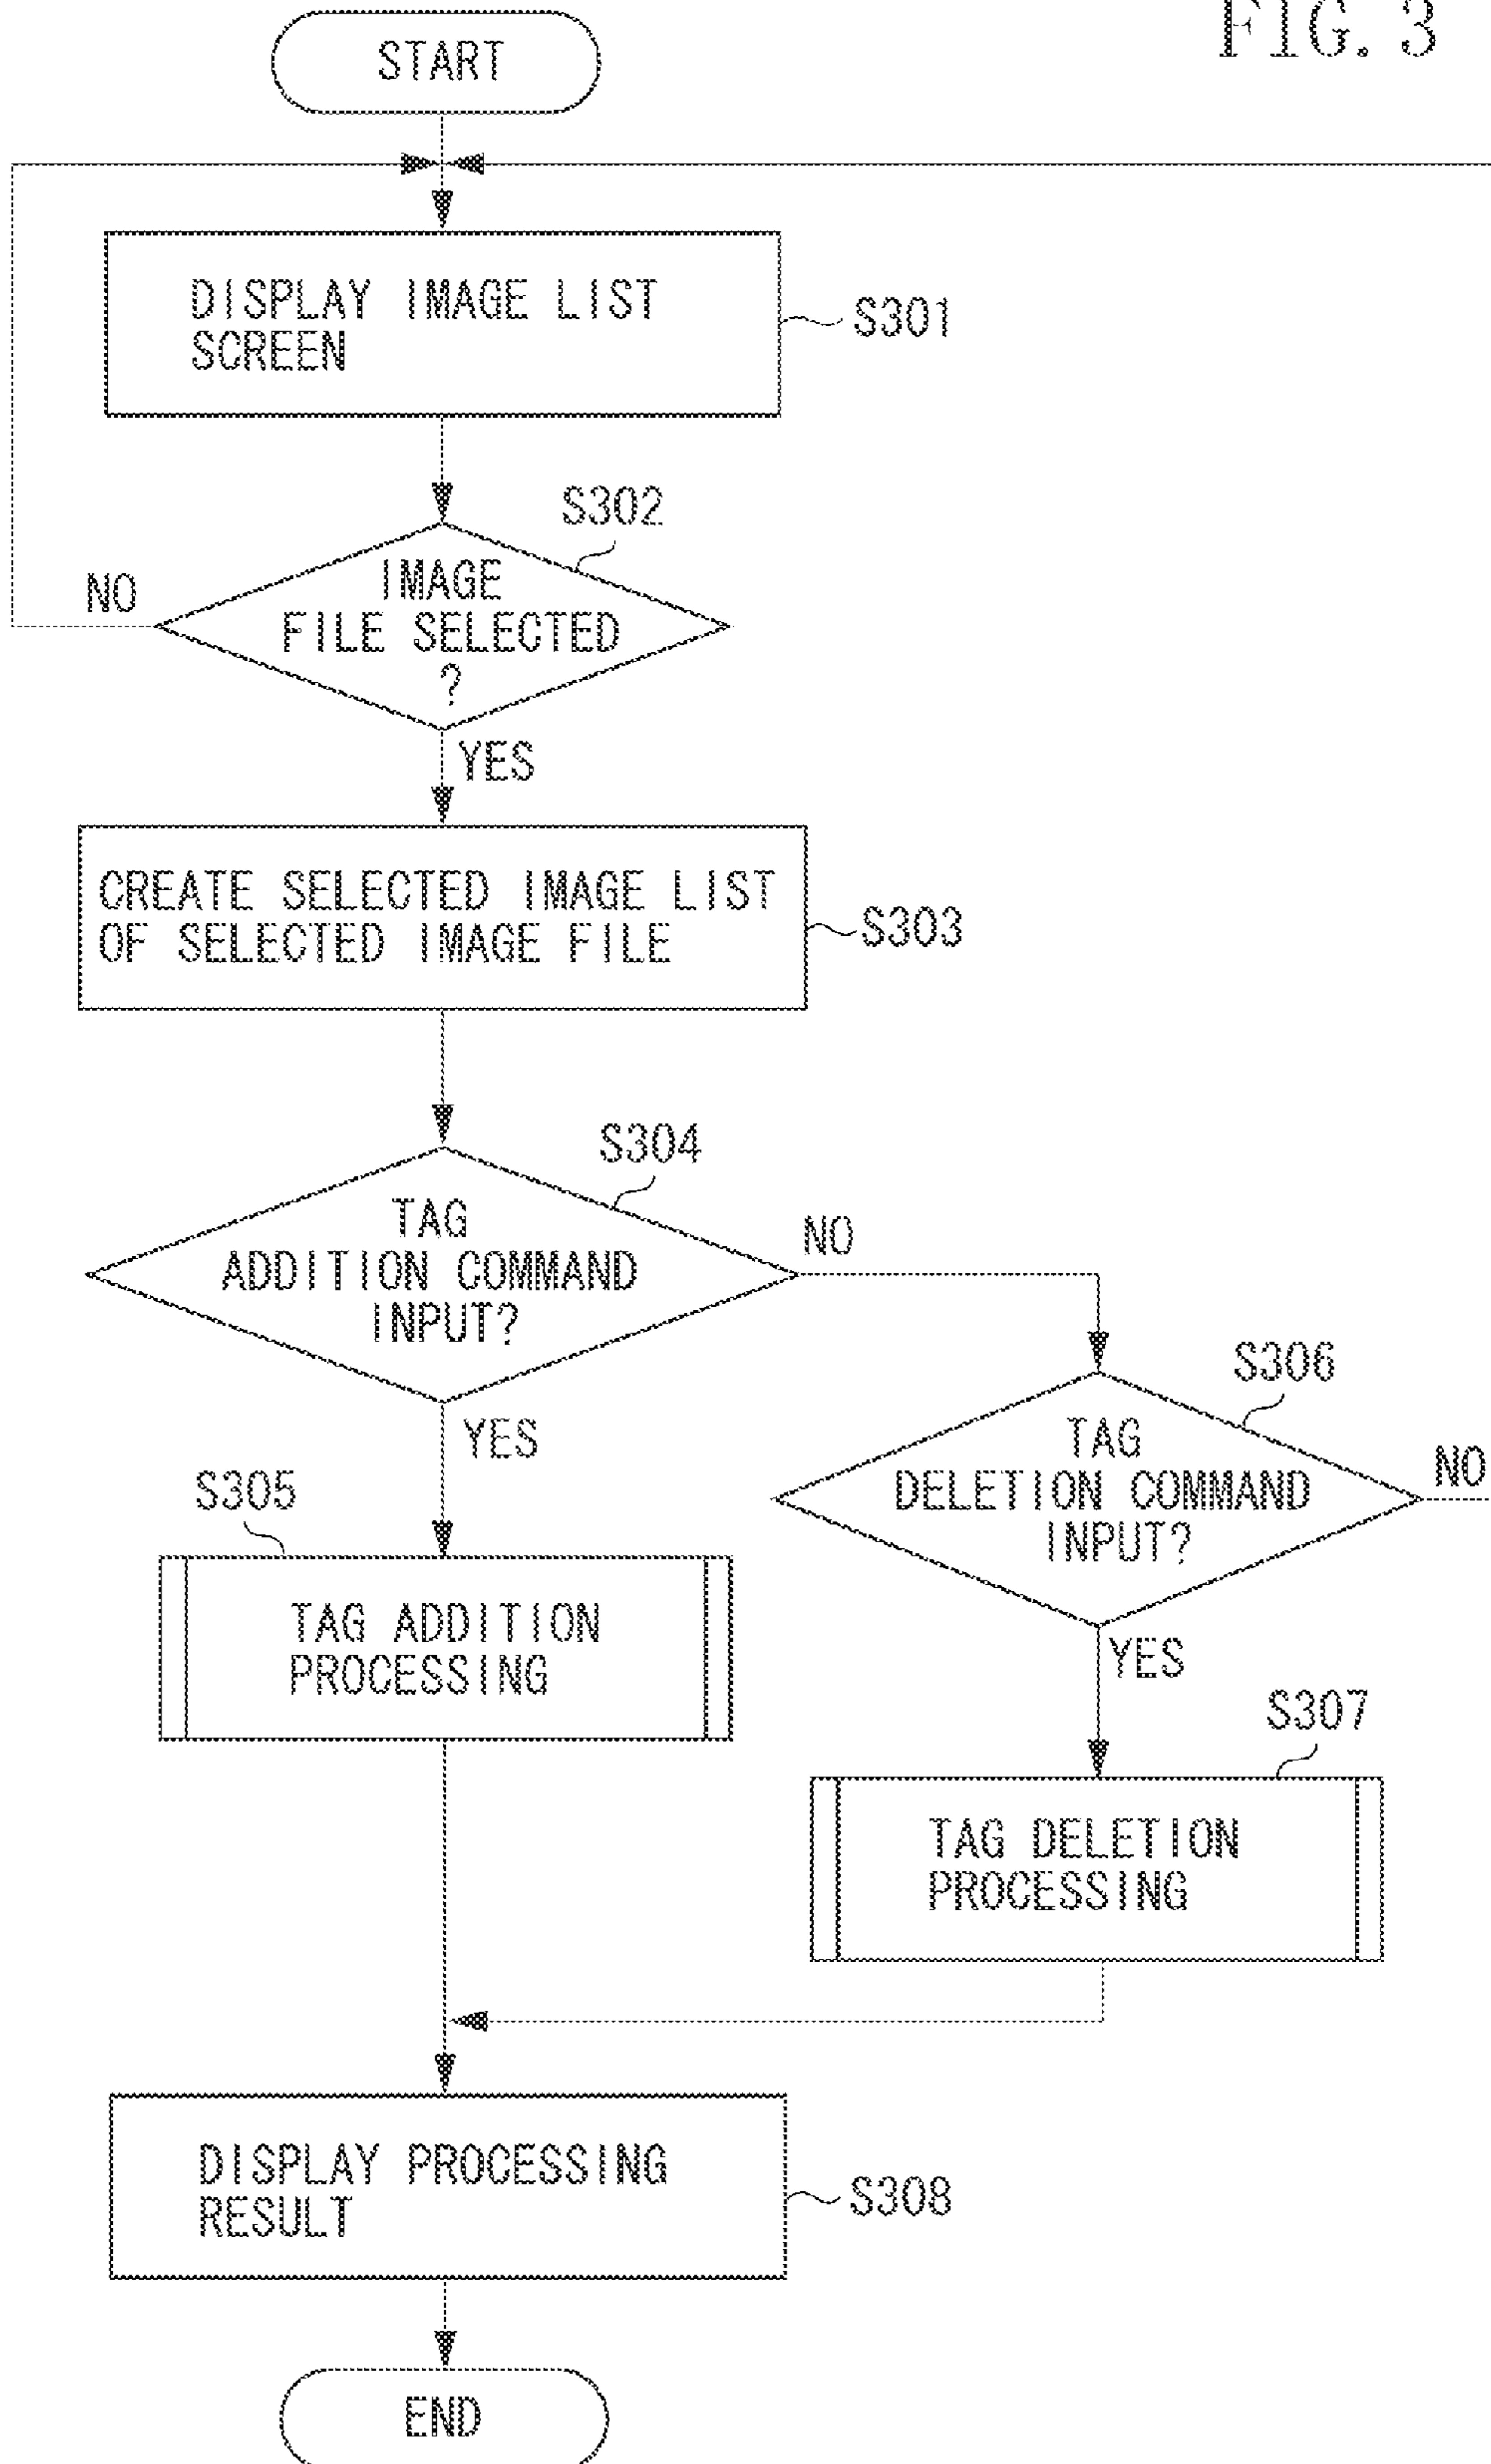 FIG. 3
START
DISPLAY IMAGE LIST
SCREEN
S301
S302
IMAGE
FILE SELECTED
?
NO
YES
CREATE SELECTED IMAGE LIST
OF SELECTED IMAGE FILE
S303
S304
TAG
ADDITION COMMAND
INPUT?
NO
YES
S306
TAG
DELETION COMMAND
INPUT?
NO
YES
S305
TAG ADDITION
PROCESSING
S307
TAG DELETION
PROCESSING
DISPLAY PROCESSING
RESULT
S308
END